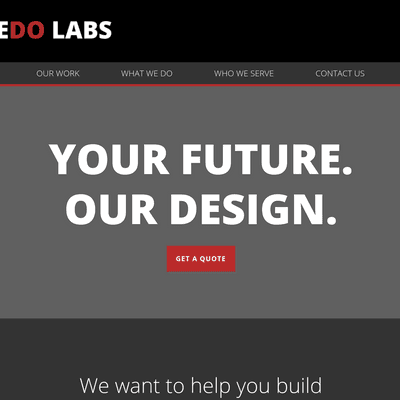 EDO LABS
OUR WORK WHAT WE DO WHO WE SERVE CONTACT US
YOUR FUTURE.
OUR DESIGN.
GET A QUOTE
We want to help you build